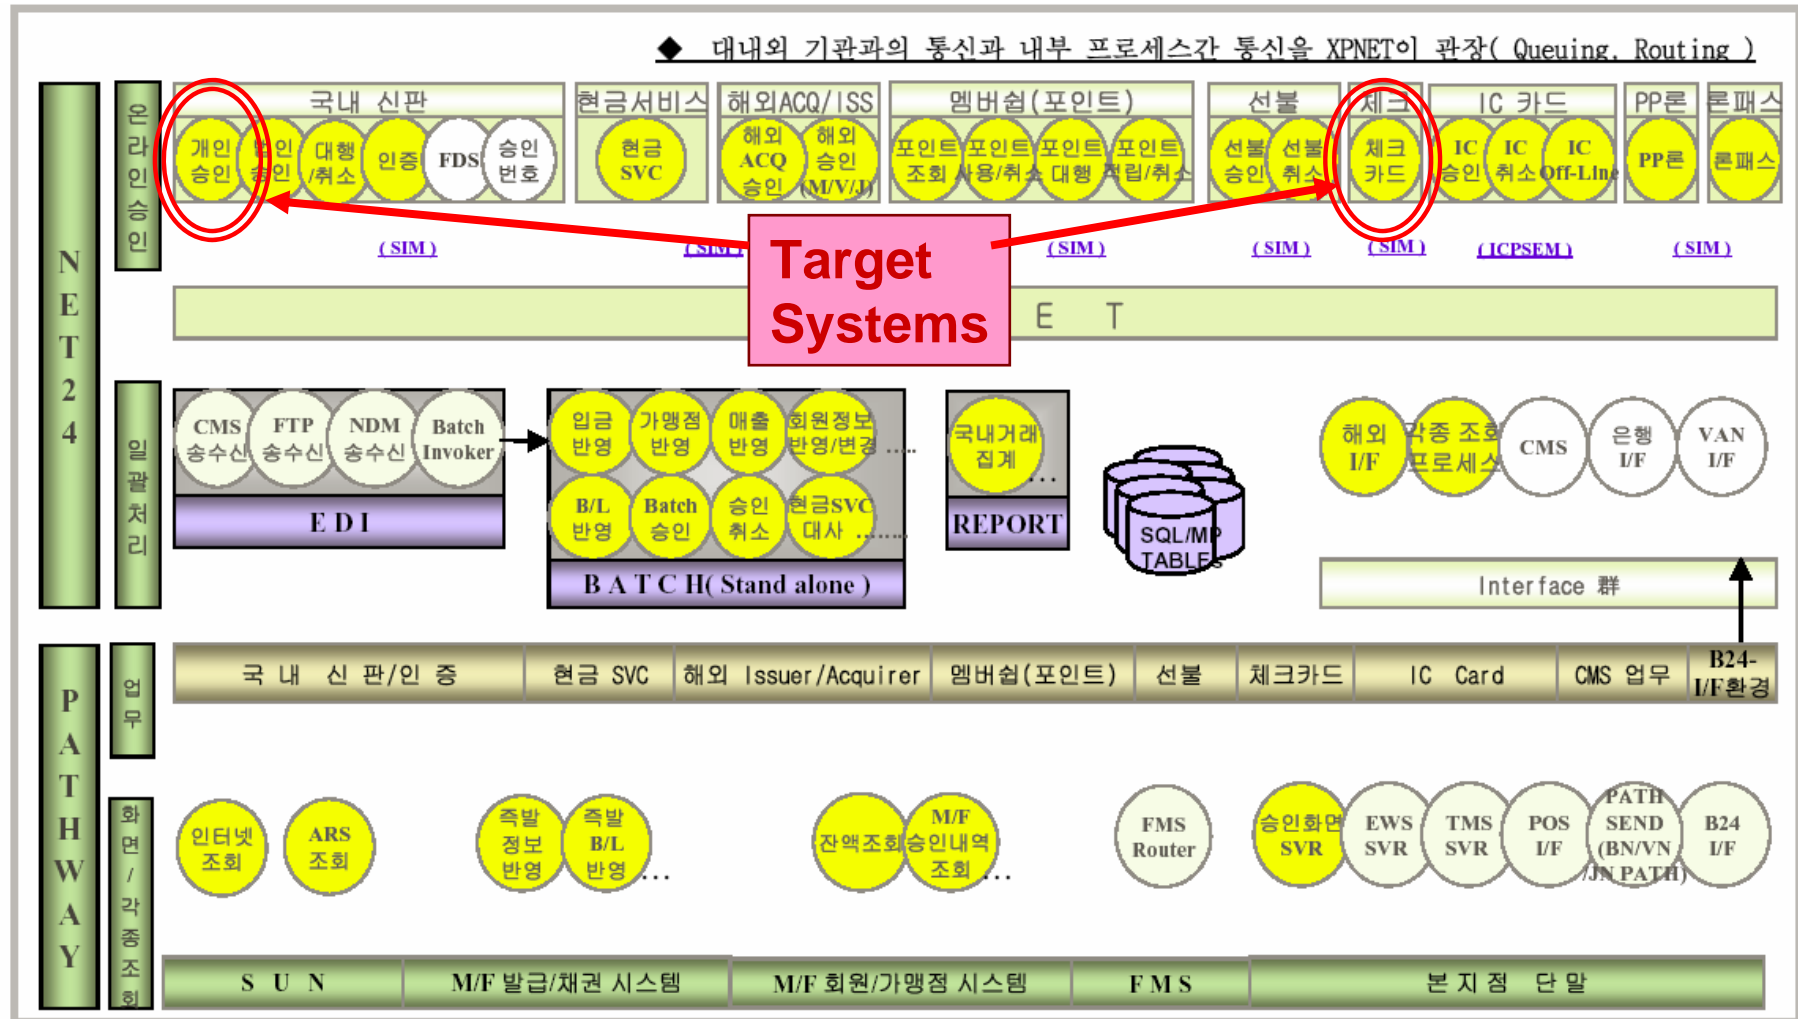 ◆ 대내외 기관과의 통신과 내부 프로세스간 통신을 XPNET이 관장( Queuing, Routing )
NET24
온라인승인
국내 신판
현금서비스
해외ACQ/ISS
멤버쉽(포인트)
선불
체크
IC 카드
PP론
론패스
개인
승인
법인
승인
대행
/취소
인증
FDS
승인
번호
현금
SVC
해외
ACQ
승인
해외
승인
(M/V/J)
포인트
조회
포인트
사용/취소
포인트
대행
포인트
적립/취소
선불
승인
선불
취소
체크
카드
IC
승인
IC
취소
IC
Off-Line
PP론
론패스
( SIM )
( SIM )
( SIM )
( SIM )
( SIM )
( ICPSEM )
( SIM )
Target
Systems
E T
일괄처리
CMS
송수신
FTP
송수신
NDM
송수신
Batch
Invoker
E D I
입금
반영
가맹점
반영
매출
반영
회원정보
반영/변경 .....
B/L
반영
Batch
승인
승인
취소
현금SVC
대사 ........
B A T C H( Stand alone )
국내거래
집계 ...
REPORT
SQL/MP
TABLEs
해외
I/F
각종 조회
프로세스
CMS
은행
I/F
VAN
I/F
Interface 群
PATHWAY
업무
국 내 신 판/인 증
현금 SVC
해외 Issuer/Acquirer
멤버쉽(포인트)
선불
체크카드
IC Card
CMS 업무
B24-
I/F환경
화면/각종조회
인터넷
조회
ARS
조회
즉발
정보
반영
즉발
B/L
반영 ...
잔액조회
M/F
승인내역
조회 ...
FMS
Router
승인화면
SVR
EWS
SVR
TMS
SVR
POS
I/F
PATH
SEND
(BN/VN
/JN PATH)
B24
I/F
S U N
M/F 발급/채권 시스템
M/F 회원/가맹점 시스템
F M S
본 지 점 단 말